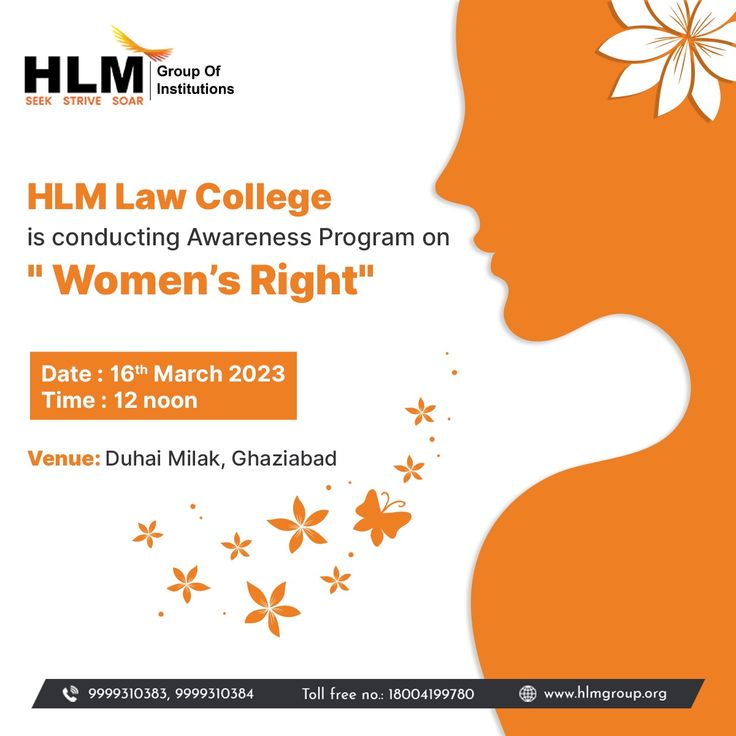 HLM
SEEK STRIVE SOAR
Group Of
Institutions
HLM Law College
is conducting Awareness Program on
" Women’s Right"
Date : 16th March 2023
Time : 12 noon
Venue: Duhai Milak, Ghaziabad
9999310383, 9999310384 Toll free no.: 18004199780 www.hlmgroup.org